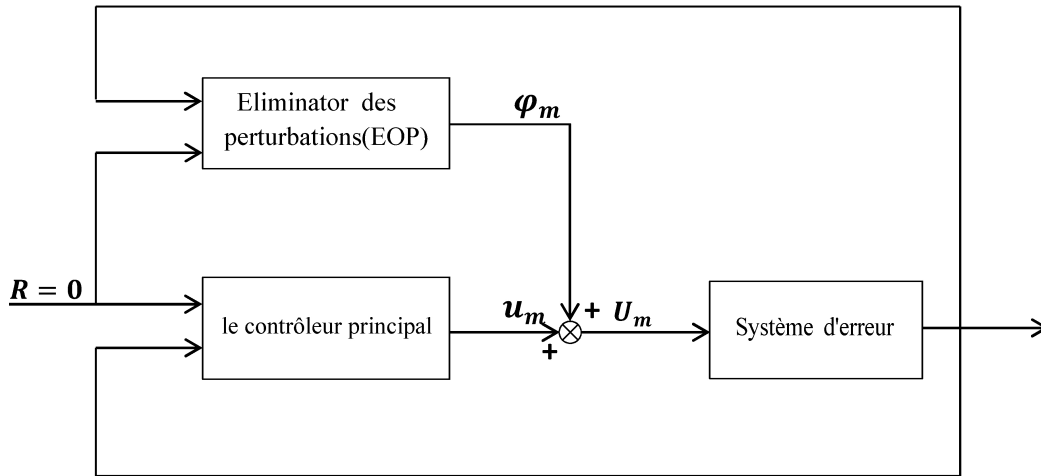 Eliminator des
perturbations(EOP)
φₘ
R = 0
le contrôleur principal
uₘ
+
+
Uₘ
Système d'erreur